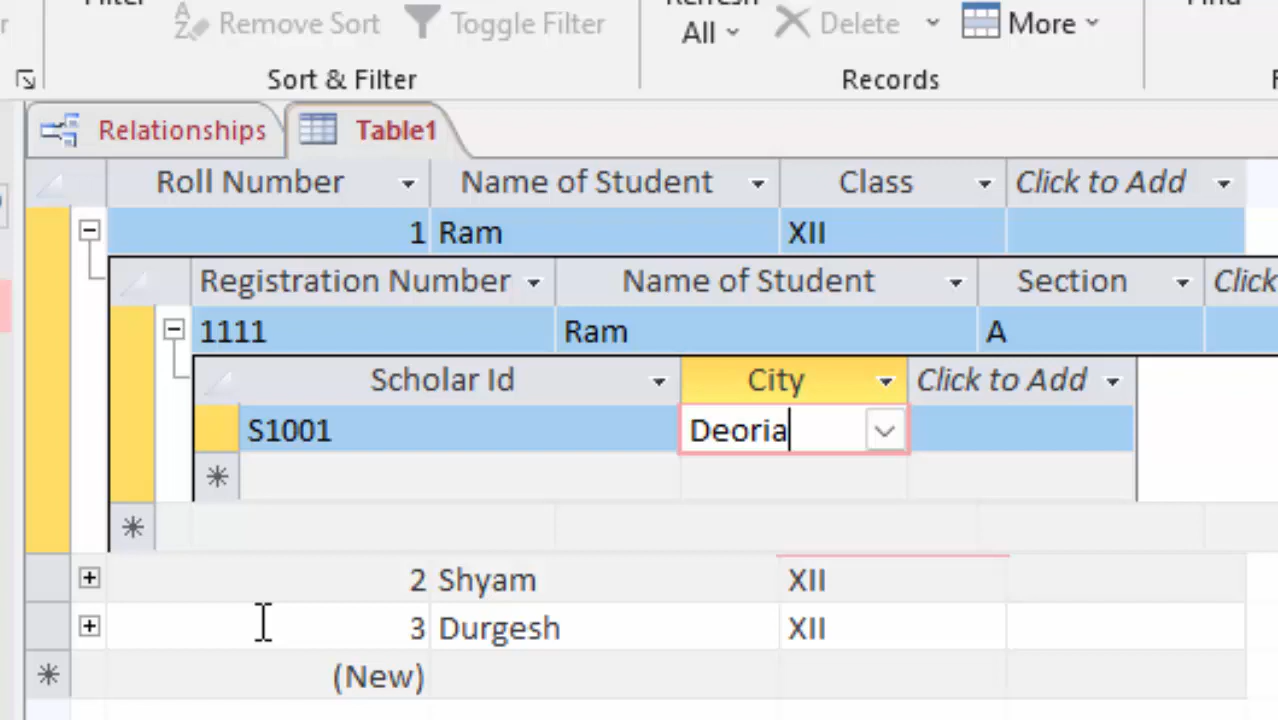 Filter
Refresh
Remove Sort Toggle Filter All Delete More
Sort & Filter Records
Relationships Table1
Roll Number Name of Student Class Click to Add
1 Ram XII
Registration Number Name of Student Section Click
1111 Ram A
Scholar Id City Click to Add
S1001 Deoria
2 Shyam XII
3 Durgesh XII
(New)